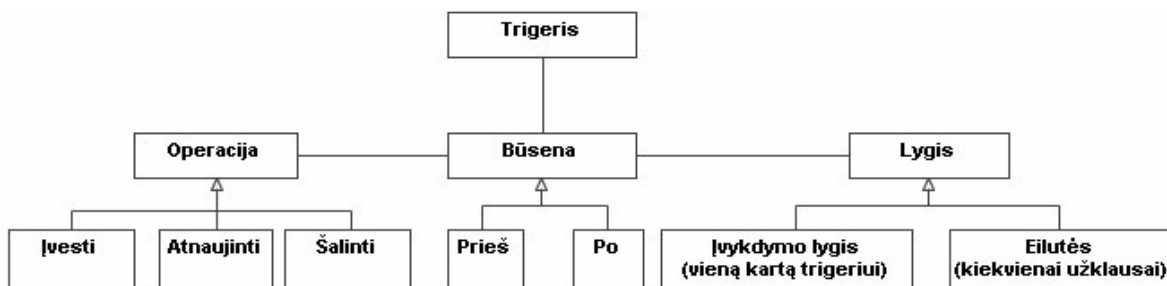 Trigeris
Operacija
Būsena
Lygis
Įvesti
Atnaujinti
Šalinti
Prieš
Po
Įvykdymo lygis
(vieną kartą trigeriui)
Eilutės
(kiekvienai užklausai)